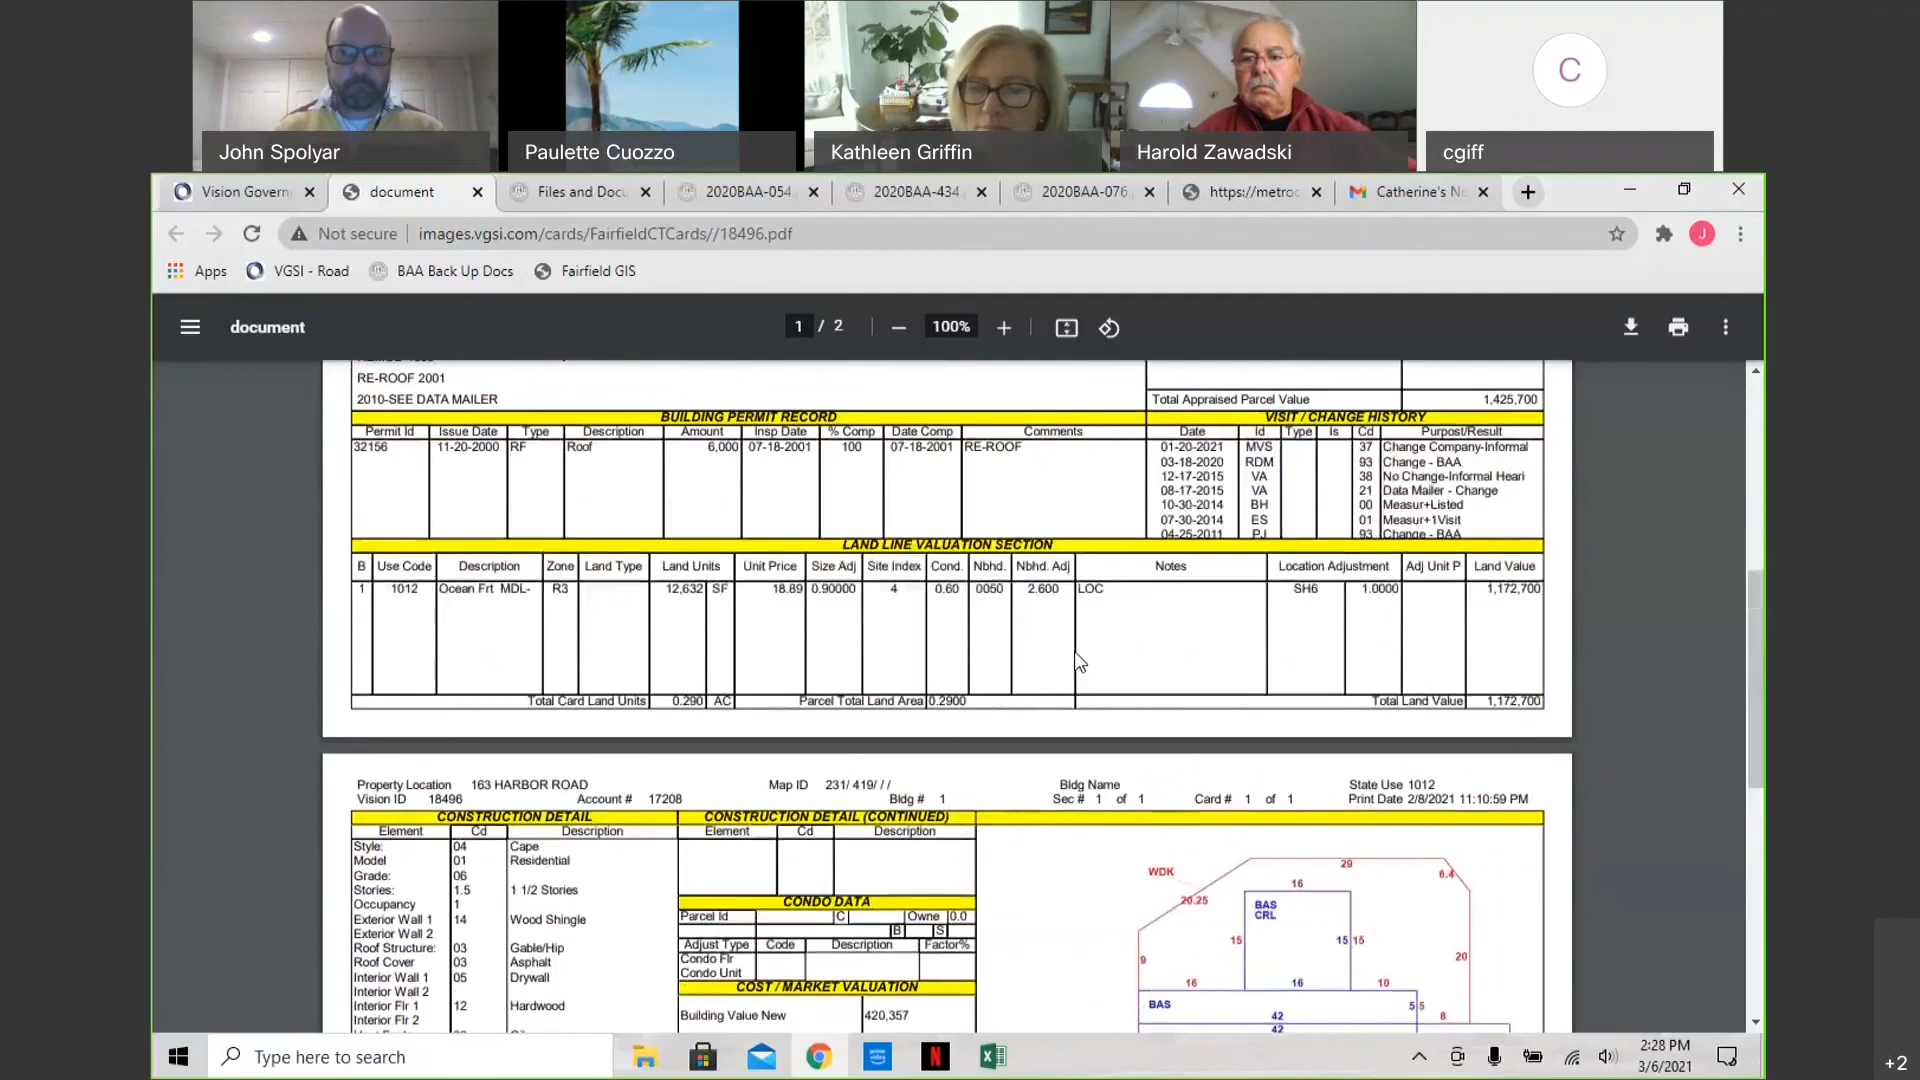 John Spolyar
Paulette Cuozzo
Kathleen Griffin
Harold Zawadski
C
cgiff
Vision Govern
document
Files and Docu
2020BAA-054
2020BAA-434
2020BAA-076
https://metroc
Catherine's No
Not secure
images.vgsi.com/cards/FairfieldCTCards//18496.pdf
J
Apps
VGSI - Road
BAA Back Up Docs
Fairfield GIS
document
1 / 2
100%
RE-ROOF 2001
2010-SEE DATA MAILER
Total Appraised Parcel Value 1,425,700
BUILDING PERMIT RECORD
VISIT / CHANGE HISTORY
Permit Id Issue Date Type Description Amount Insp Date % Comp Date Comp Comments
Date Id Type Is Cd Purpost/Result
32156 11-20-2000 RF Roof 6,000 07-18-2001 100 07-18-2001 RE-ROOF
01-20-2021 MVS 37 Change Company-Informal
03-18-2020 RDM 93 Change - BAA
12-17-2015 VA 38 No Change-Informal Heari
08-17-2015 VA 21 Data Mailer - Change
10-30-2014 BH 00 Measur+Listed
07-30-2014 ES 01 Measur+1Visit
04-25-2011 PJ 93 Change - BAA
LAND LINE VALUATION SECTION
B Use Code Description Zone Land Type Land Units Unit Price Size Adj Site Index Cond. Nbhd. Nbhd. Adj Notes Location Adjustment Adj Unit P Land Value
1 1012 Ocean Frt MDL- R3 12,632 SF 18.89 0.90000 4 0.60 0050 2.600 LOC SH6 1.0000 1,172,700
Total Card Land Units 0.290 AC Parcel Total Land Area 0.2900 Total Land Value 1,172,700
Property Location 163 HARBOR ROAD Map ID 231/ 419/ / / Bldg Name State Use 1012
Vision ID 18496 Account # 17208 Bldg # 1 Sec # 1 of 1 Card # 1 of 1 Print Date 2/8/2021 11:10:59 PM
CONSTRUCTION DETAIL
CONSTRUCTION DETAIL (CONTINUED)
Element Cd Description
Element Cd Description
Style: 04 Cape
Model 01 Residential
Grade: 06
Stories: 1.5 1 1/2 Stories
Occupancy 1
Exterior Wall 1 14 Wood Shingle
Exterior Wall 2
Roof Structure: 03 Gable/Hip
Roof Cover 03 Asphalt
Interior Wall 1 05 Drywall
Interior Wall 2
Interior Flr 1 12 Hardwood
Interior Flr 2
CONDO DATA
Parcel Id C Owne 0.0
B S
Adjust Type Code Description Factor%
Condo Flr
Condo Unit
COST / MARKET VALUATION
Building Value New 420,357
WDK
29
6.4
16
20.25
BAS
CRL
15
15 15
20
9
16
16
10
BAS
5 5
42
8
42
Type here to search
2:28 PM
3/6/2021
+2